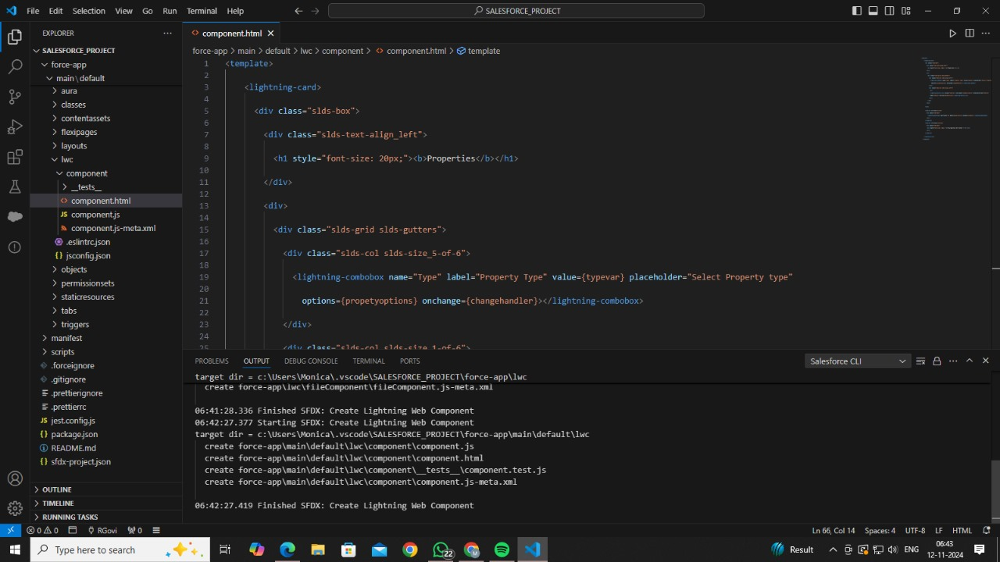 File Edit Selection View Go Run Terminal Help
SALESFORCE_PROJECT
EXPLORER
SALESFORCE_PROJECT
force-app
main\default
aura
classes
contentassets
flexipages
layouts
lwc
component
__tests__
component.html
JS component.js
component.js-meta.xml
.eslintrc.json
{} jsconfig.json
objects
permissionsets
staticresources
tabs
triggers
manifest
scripts
.forceignore
.gitignore
.prettierignore
.prettierrc
JS jest.config.js
{} package.json
README.md
{} sfdx-project.json
OUTLINE
TIMELINE
RUNNING TASKS
<> component.html
force-app > main > default > lwc > component > <> component.html > template
1 <template>
2
3 <lightning-card>
4
5 <div class="slds-box">
6
7 <div class="slds-text-align_left">
8
9 <h1 style="font-size: 20px;"><b>Properties</b></h1>
10
11 </div>
12
13 <div>
14
15 <div class="slds-grid slds-gutters">
16
17 <div class="slds-col slds-size_5-of-6">
18
19 <lightning-combobox name="Type" label="Property Type" value={typevar} placeholder="Select Property type"
20
21 options={propetyoptions} onchange={changehandler}></lightning-combobox>
22
23 </div>
24
25 <div class="slds-col slds-size_1-of-6">
PROBLEMS OUTPUT DEBUG CONSOLE TERMINAL PORTS
Salesforce CLI
target dir = c:\Users\Monica\.vscode\SALESFORCE_PROJECT\force-app\lwc
create force-app\lwc\fileComponent\fileComponent.js-meta.xml
06:41:28.336 Finished SFDX: Create Lightning Web Component
06:42:27.377 Starting SFDX: Create Lightning Web Component
target dir = c:\Users\Monica\.vscode\SALESFORCE_PROJECT\force-app\main\default\lwc
create force-app\main\default\lwc\component\component.js
create force-app\main\default\lwc\component\component.html
create force-app\main\default\lwc\component\__tests__\component.test.js
create force-app\main\default\lwc\component\component.js-meta.xml
06:42:27.419 Finished SFDX: Create Lightning Web Component
0 0 RGovi 0 Ln 66, Col 14 Spaces: 4 UTF-8 LF HTML
Type here to search
22
Result
ENG
06:43
12-11-2024